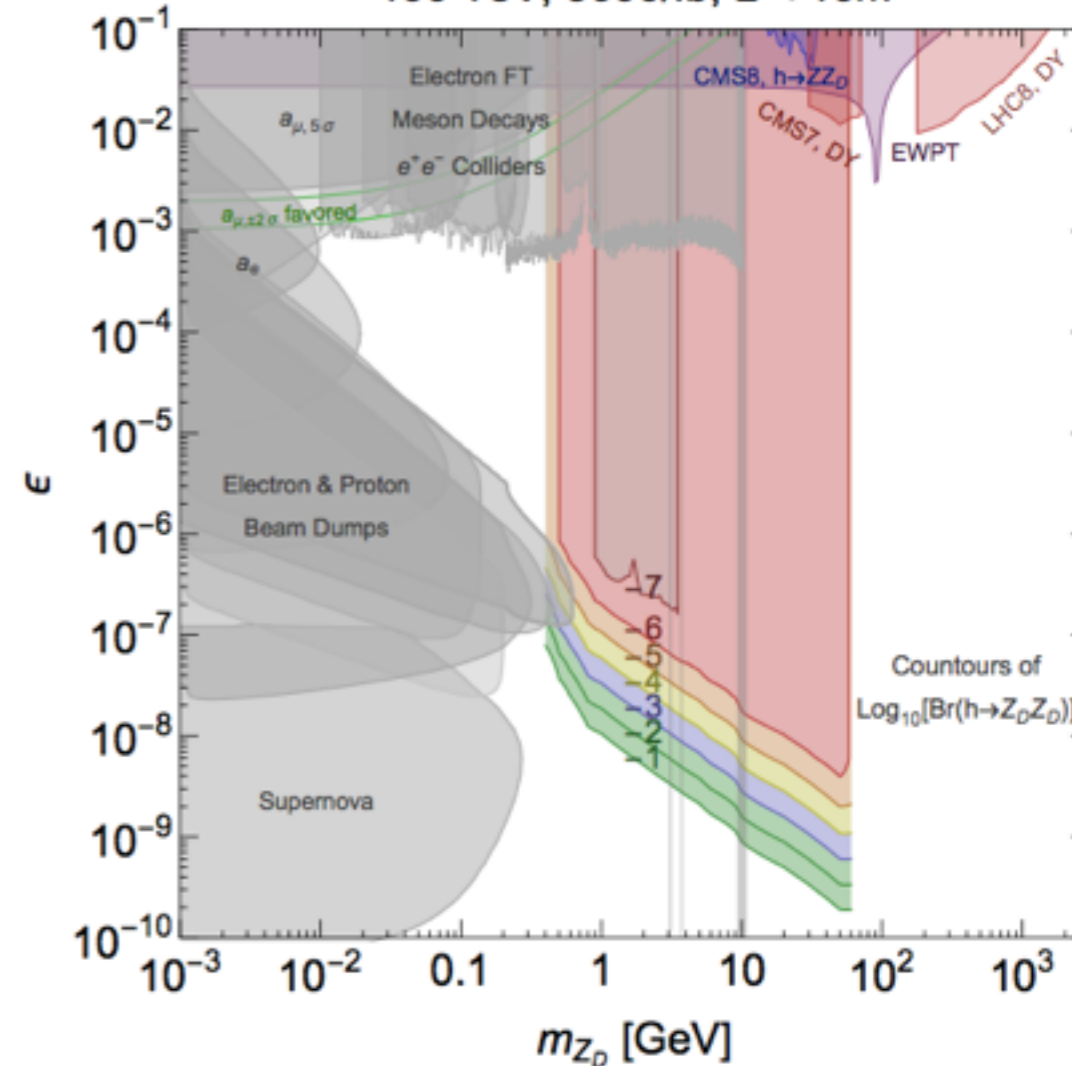 10⁻¹
10⁻²
10⁻³
10⁻⁴
10⁻⁵
10⁻⁶
10⁻⁷
10⁻⁸
10⁻⁹
10⁻¹⁰
ϵ
Electron FT
Meson Decays
e⁺e⁻ Colliders
a_μ, 5σ
a_μ,±2σ favored
a_e
CMS8, h→ZZ_D
CMS7, DY
EWPT
LHC8, DY
Electron & Proton
Beam Dumps
Supernova
-7
-6
-5
-4
-3
-2
-1
Countours of
Log₁₀[Br(h→Z_DZ_D)]
10⁻³ 10⁻² 0.1 1 10 10² 10³
m_Z_D [GeV]